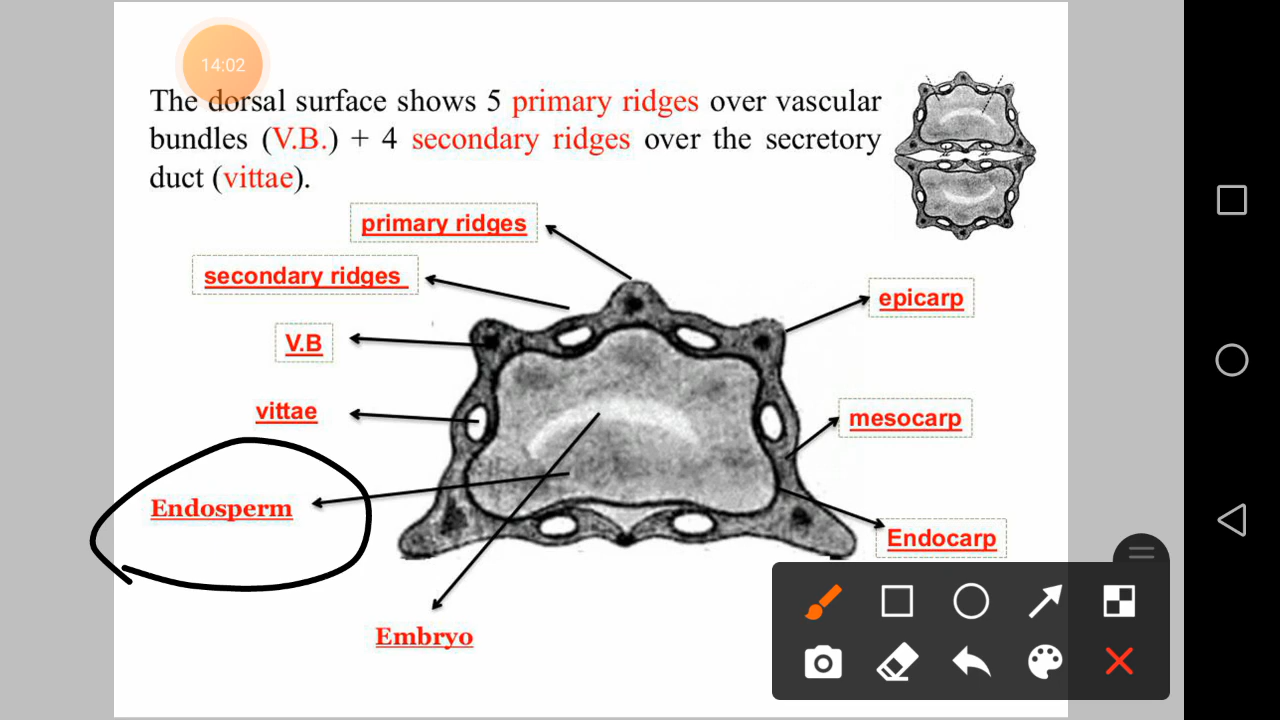 14:02
The dorsal surface shows 5 primary ridges over vascular
bundles (V.B.) + 4 secondary ridges over the secretory
duct (vittae).
primary ridges
secondary ridges
epicarp
V.B
vittae
mesocarp
Endosperm
Endocarp
Embryo